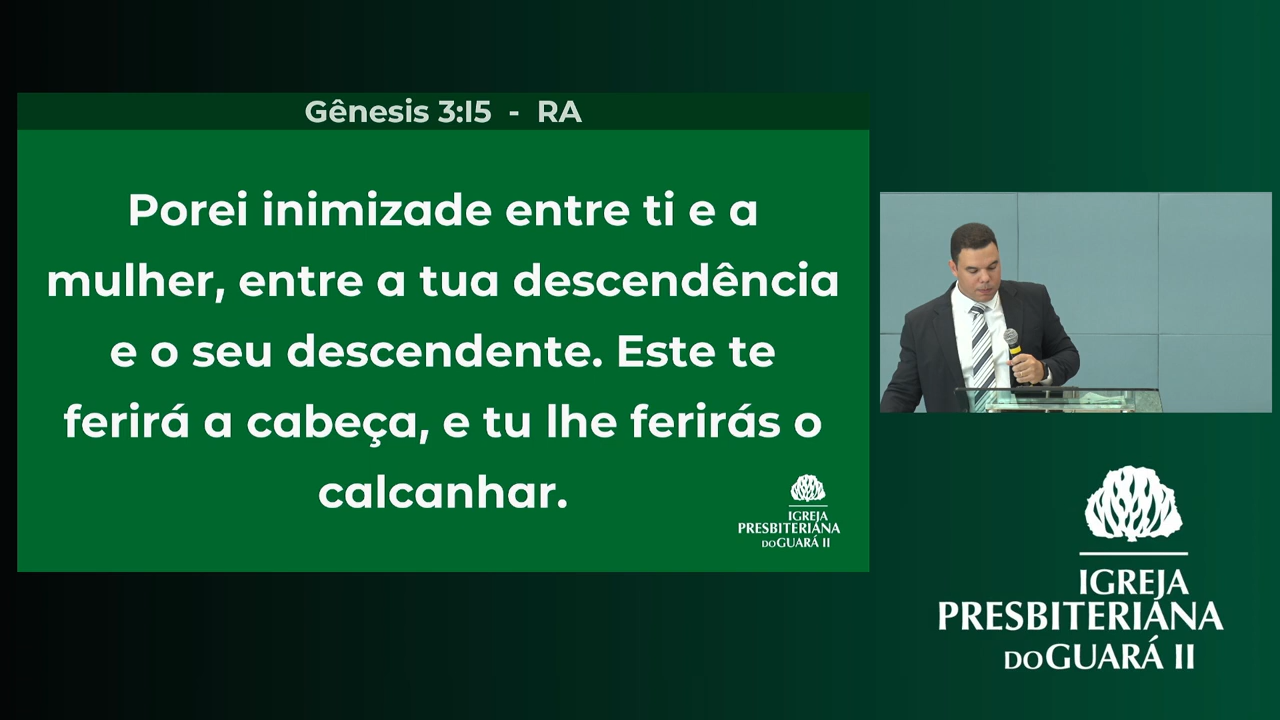 Gênesis 3:15 - RA
Porei inimizade entre ti e a
mulher, entre a tua descendência
e o seu descendente. Este te
ferirá a cabeça, e tu lhe ferirás o
calcanhar.
IGREJA
PRESBITERIANA
DO GUARÁ II
IGREJA
PRESBITERIANA
DO GUARÁ II